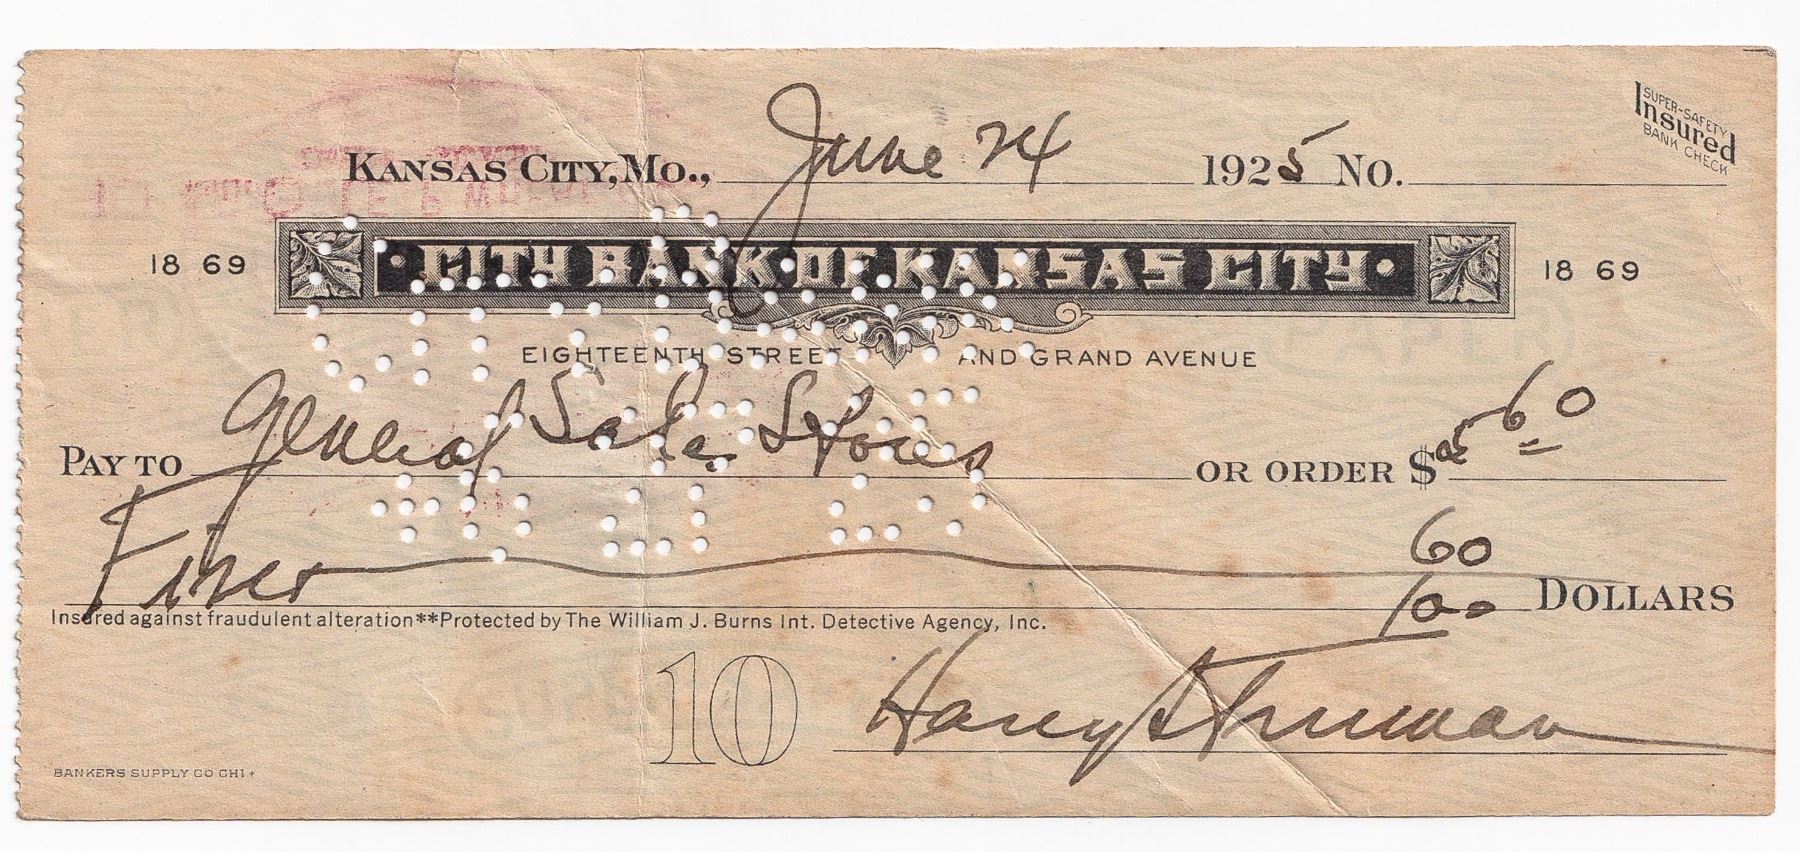 SUPER-SAFETY
Insured
BANK CHECK
KANSAS CITY, MO., June 24 1925 NO.
18 69 CITY BANK OF KANSAS CITY 18 69
EIGHTEENTH STREET AND GRAND AVENUE
PAY TO General Sale Stores OR ORDER $ 5 60
Five 60/100 DOLLARS
Insured against fraudulent alteration**Protected by The William J. Burns Int. Detective Agency, Inc.
10
Harry S Truman
BANKERS SUPPLY CO CHI